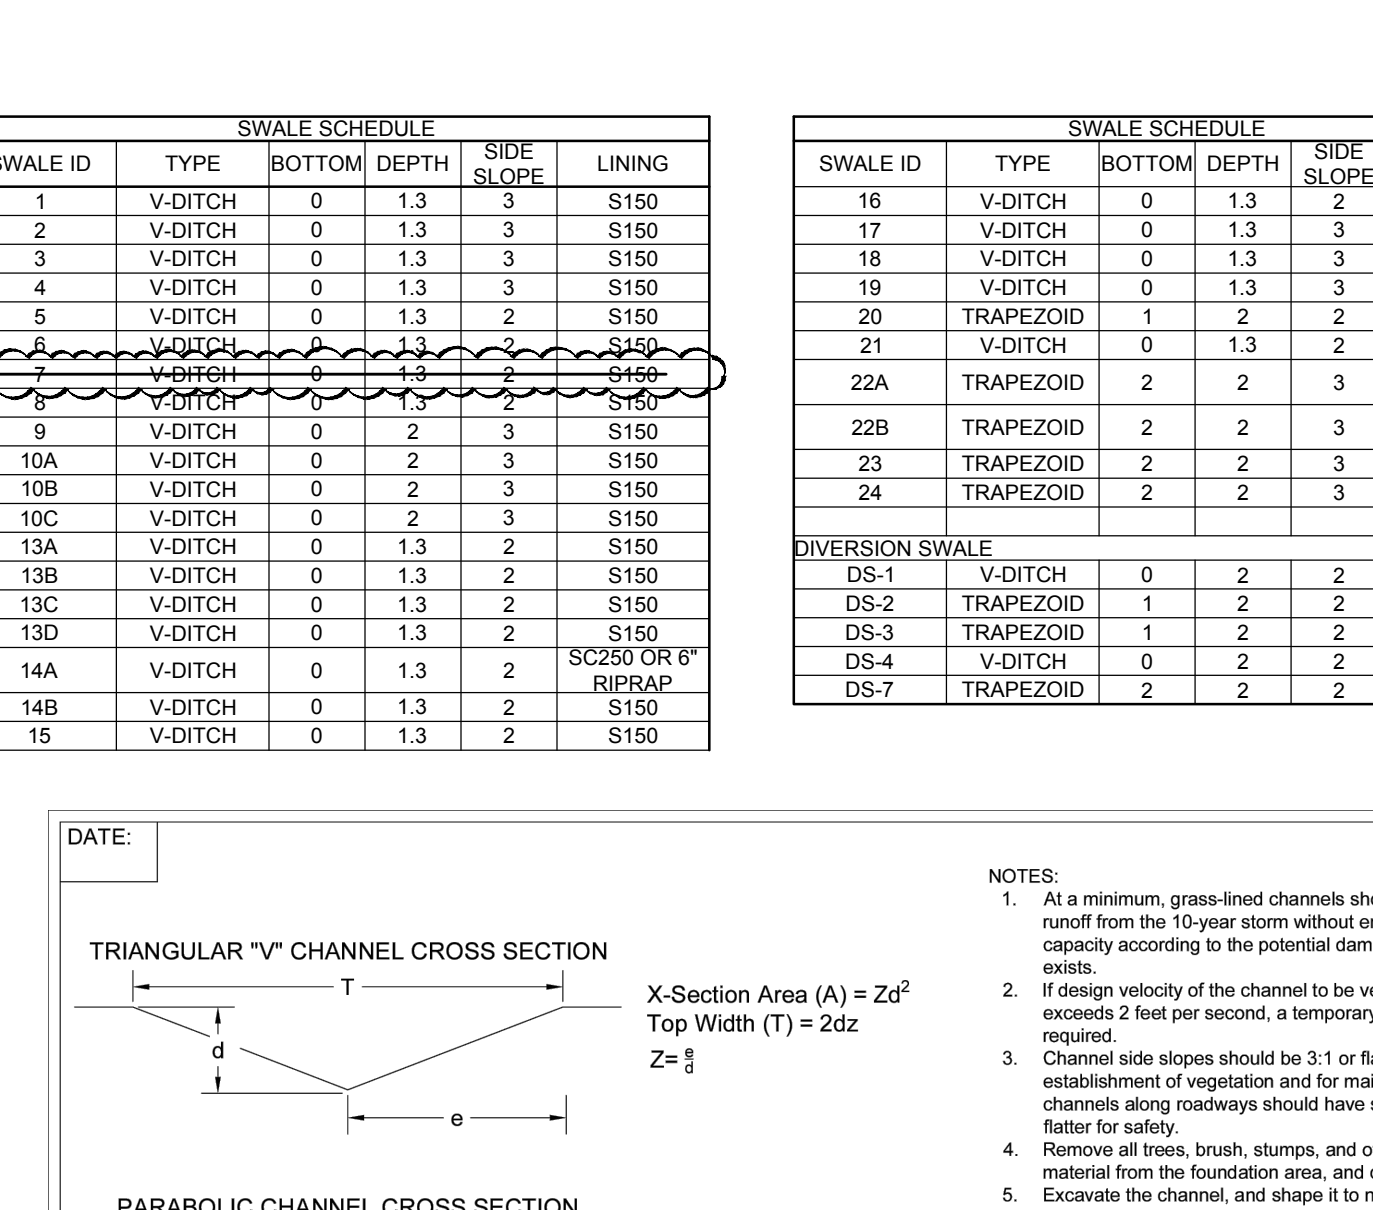 SWALE SCHEDULE
SWALE ID TYPE BOTTOM DEPTH SIDE SLOPE LINING
1 V-DITCH 0 1.3 3 S150
2 V-DITCH 0 1.3 3 S150
3 V-DITCH 0 1.3 3 S150
4 V-DITCH 0 1.3 3 S150
5 V-DITCH 0 1.3 2 S150
6 V-DITCH 0 1.3 2 S150
7 V-DITCH 0 1.3 2 S150
8 V-DITCH 0 1.3 2 S150
9 V-DITCH 0 2 3 S150
10A V-DITCH 0 2 3 S150
10B V-DITCH 0 2 3 S150
10C V-DITCH 0 2 3 S150
13A V-DITCH 0 1.3 2 S150
13B V-DITCH 0 1.3 2 S150
13C V-DITCH 0 1.3 2 S150
13D V-DITCH 0 1.3 2 S150
14A V-DITCH 0 1.3 2 SC250 OR 6" RIPRAP
14B V-DITCH 0 1.3 2 S150
15 V-DITCH 0 1.3 2 S150
SWALE SCHEDULE
SWALE ID TYPE BOTTOM DEPTH SIDE SLOPE
16 V-DITCH 0 1.3 2
17 V-DITCH 0 1.3 3
18 V-DITCH 0 1.3 3
19 V-DITCH 0 1.3 3
20 TRAPEZOID 1 2 2
21 V-DITCH 0 1.3 2
22A TRAPEZOID 2 2 3
22B TRAPEZOID 2 2 3
23 TRAPEZOID 2 2 3
24 TRAPEZOID 2 2 3
DIVERSION SWALE
DS-1 V-DITCH 0 2 2
DS-2 TRAPEZOID 1 2 2
DS-3 TRAPEZOID 1 2 2
DS-4 V-DITCH 0 2 2
DS-7 TRAPEZOID 2 2 2
DATE:
TRIANGULAR "V" CHANNEL CROSS SECTION
T
d
e
X-Section Area (A) = Zd²
Top Width (T) = 2dz
Z= e/d
PARABOLIC CHANNEL CROSS SECTION
NOTES:
1. At a minimum, grass-lined channels
runoff from the 10-year storm without
capacity according to the potential
exists.
2. If design velocity of the channel to be
exceeds 2 feet per second, a temporary
required.
3. Channel side slopes should be 3:1 or
establishment of vegetation and for
channels along roadways should have
flatter for safety.
4. Remove all trees, brush, stumps, and
material from the foundation area, and
5. Excavate the channel, and shape it to